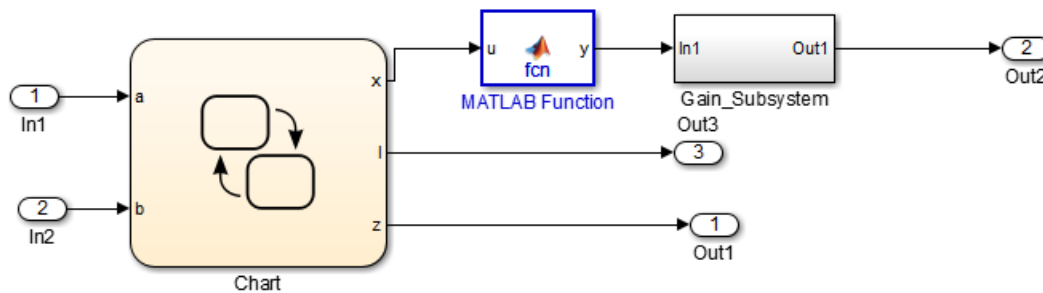 x
u
fcn
y
MATLAB Function
In1
Out1
Gain_Subsystem
2
Out2
1
In1
a
Out3
l
3
2
In2
b
z
1
Out1
Chart